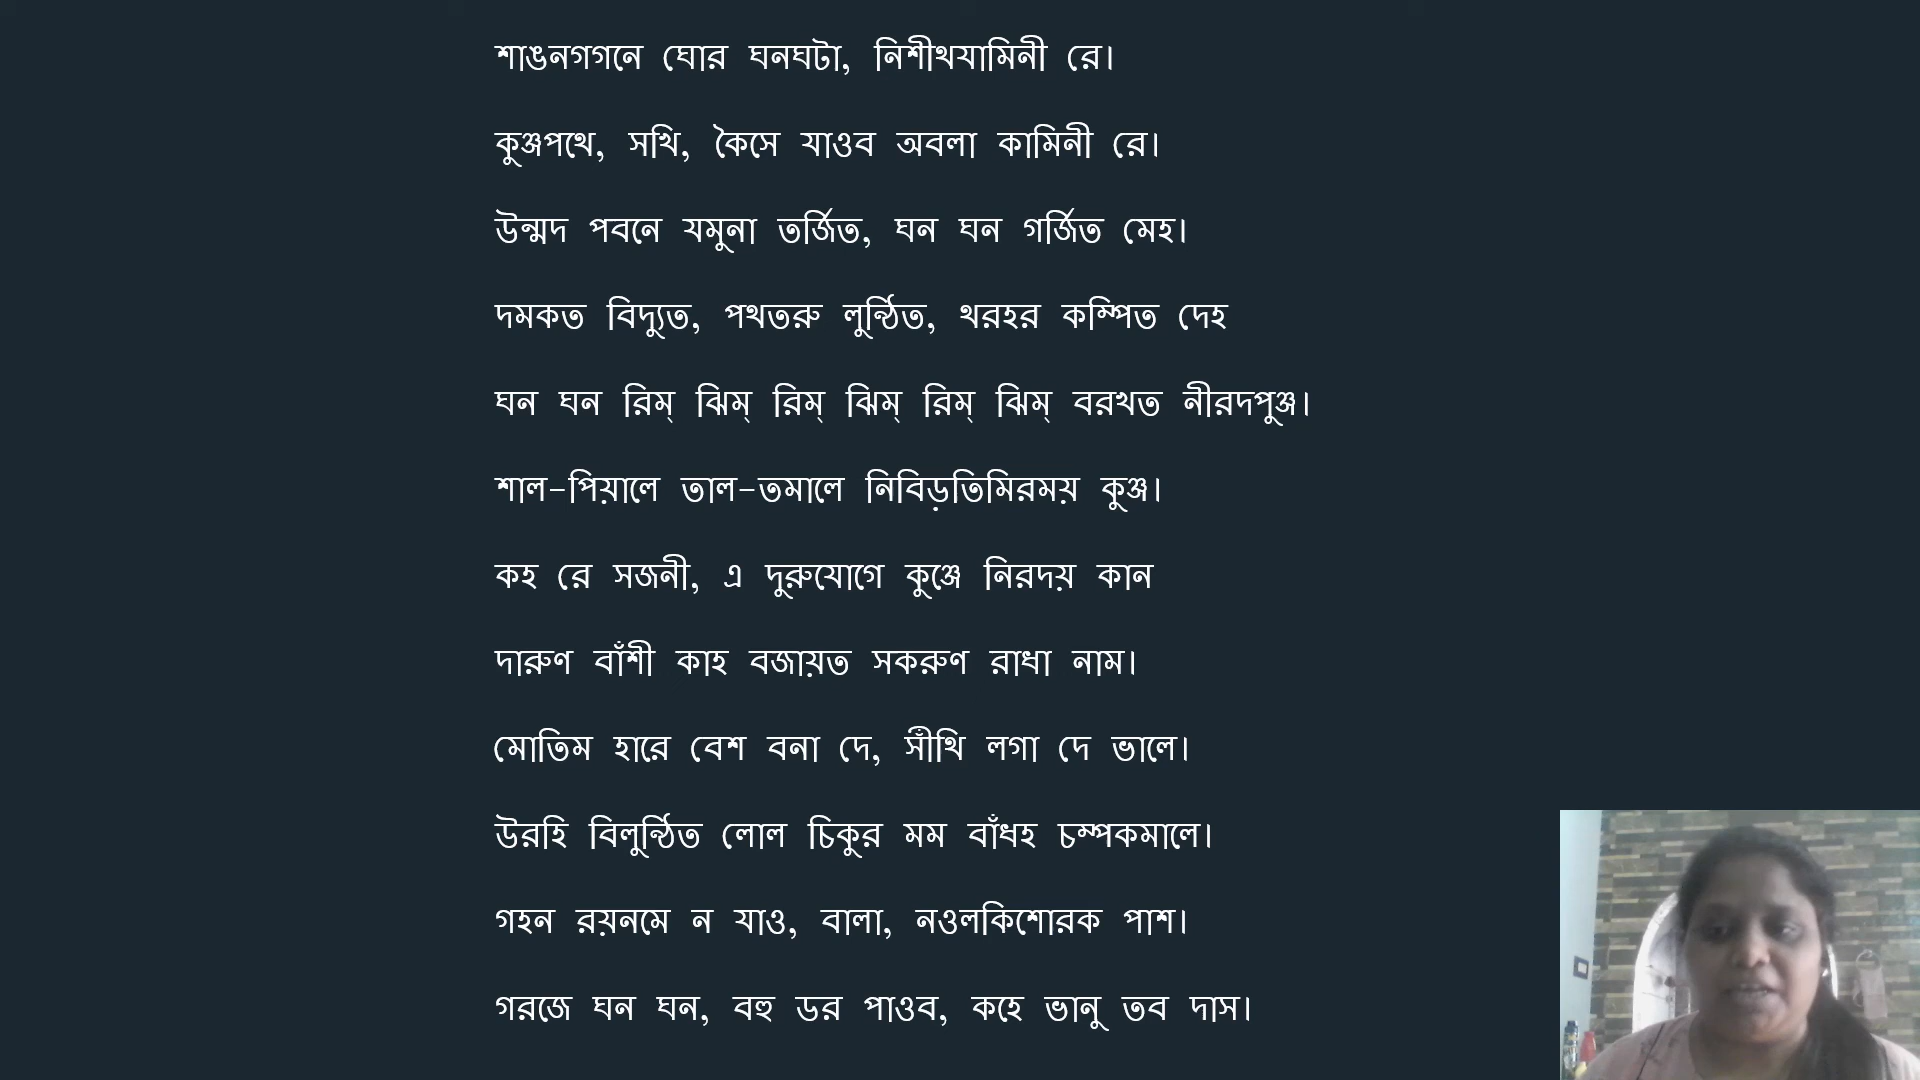 শাঙনগগনে ঘোর ঘনঘটা, নিশীথযামিনী রে।
কুঞ্জপথে, সখি, কৈসে যাওব অবলা কামিনী রে।
উন্মদ পবনে যমুনা তর্জিত, ঘন ঘন গর্জিত মেহ।
দমকত বিদ্যুত, পথতরু লুন্ঠিত, থরহর কম্পিত দেহ
ঘন ঘন রিম্ ঝিম্ রিম্ ঝিম্ রিম্ ঝিম্ বরখত নীরদপুঞ্জ।
শাল-পিয়ালে তাল-তমালে নিবিড়তিমিরময় কুঞ্জ।
কহ রে সজনী, এ দুরুযোগে কুঞ্জে নিরদয় কান
দারুণ বাঁশী কাহ বজায়ত সকরুণ রাধা নাম।
মোতিম হারে বেশ বনা দে, সীঁথি লগা দে ভালে।
উরহি বিলুন্ঠিত লোল চিকুর মম বাঁধহ চম্পকমালে।
গহন রয়নমে ন যাও, বালা, নওলকিশোরক পাশ।
গরজে ঘন ঘন, বহু ডর পাওব, কহে ভানু তব দাস।